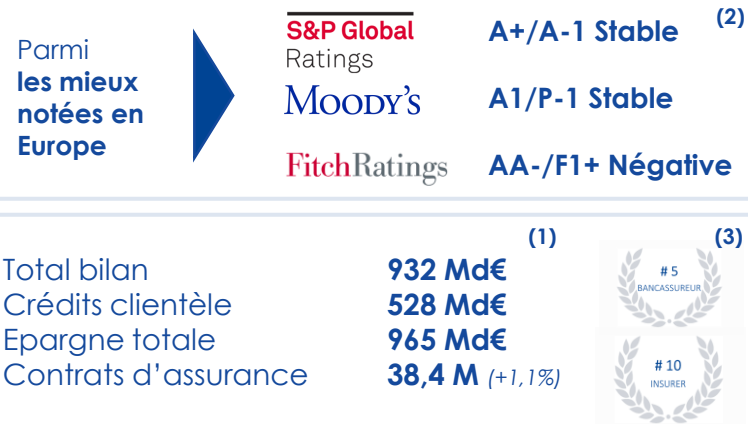 Parmi
les mieux
notées en
Europe
S&P Global
Ratings
A+/A-1 Stable (2)
MOODY'S
A1/P-1 Stable
FitchRatings
AA-/F1+ Négative
(1)
Total bilan 932 Md€
Crédits clientèle 528 Md€
Epargne totale 965 Md€
Contrats d'assurance 38,4 M (+1,1%)
(3)
# 5
BANCASSUREUR
# 10
INSURER